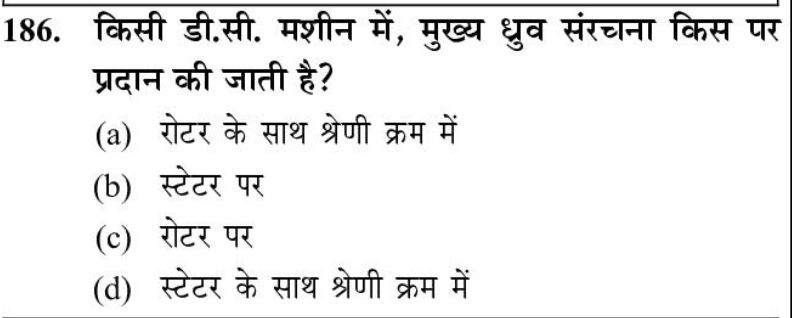 186. किसी डी.सी. मशीन में, मुख्य ध्रुव संरचना किस पर
प्रदान की जाती है?
(a) रोटर के साथ श्रेणी क्रम में
(b) स्टेटर पर
(c) रोटर पर
(d) स्टेटर के साथ श्रेणी क्रम में